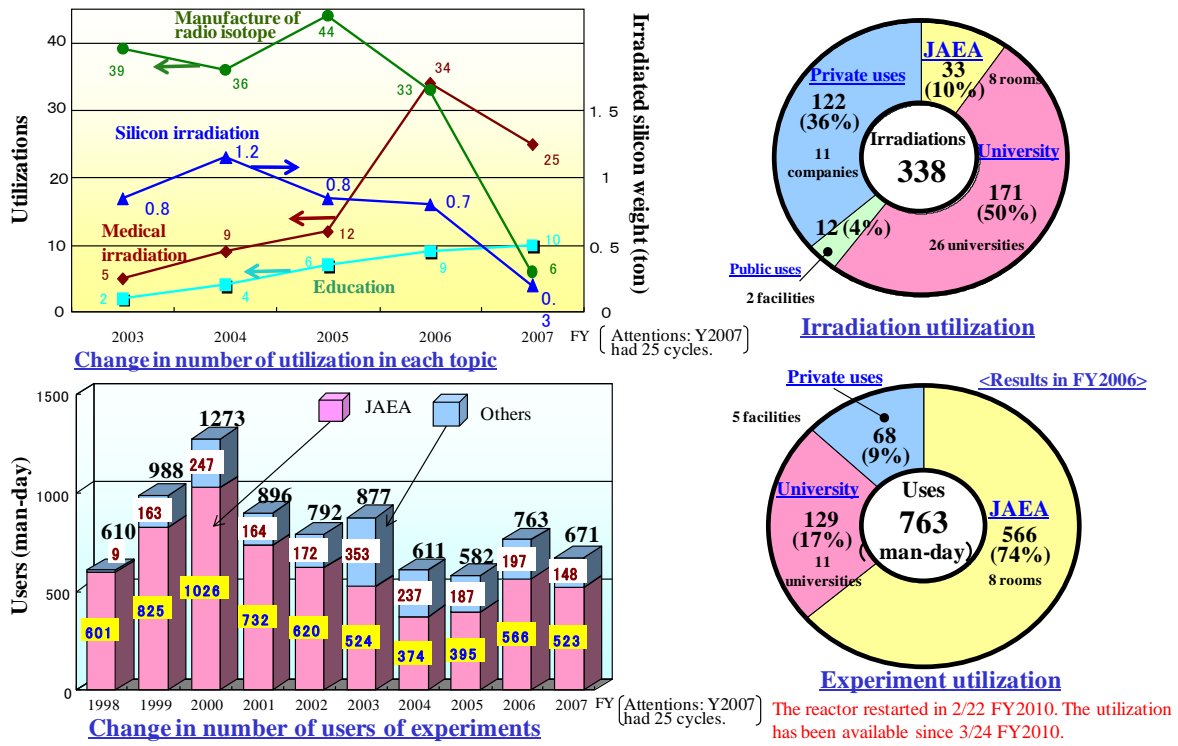 Manufacture of
radio isotope
40
30
20
10
0
Utilizations
39
36
44
33
6
34
25
5
9
12
Silicon irradiation
0.8
1.2
0.8
0.7
0.
3
Medical
irradiation
2
4
6
9
10
Education
1. 5
1
0. 5
0
Irradiated silicon weight (ton)
2003
2004
2005
2006
2007
FY
Attentions: Y2007
had 25 cycles.
Change in number of utilization in each topic
JAEA
33
(10%)
8 rooms
Private uses
122
(36%)
11
companies
Irradiations
338
University
171
(50%)
26 universities
12 (4%)
Public uses
2 facilities
Irradiation utilization
1500
1000
500
0
Users (man-day)
JAEA
Others
610
9
601
988
163
825
1273
247
1026
896
164
732
792
172
620
877
353
524
611
237
374
582
187
395
763
197
566
671
148
523
1998
1999
2000
2001
2002
2003
2004
2005
2006
2007
FY
Attentions: Y2007
had 25 cycles.
Change in number of users of experiments
Private uses
<Results in FY2006>
5 facilities
68
(9%)
University
129
(17%)
11
universities
Uses
763
(man-day)
JAEA
566
(74%)
8 rooms
Experiment utilization
The reactor restarted in 2/22 FY2010. The utilization
has been available since 3/24 FY2010.